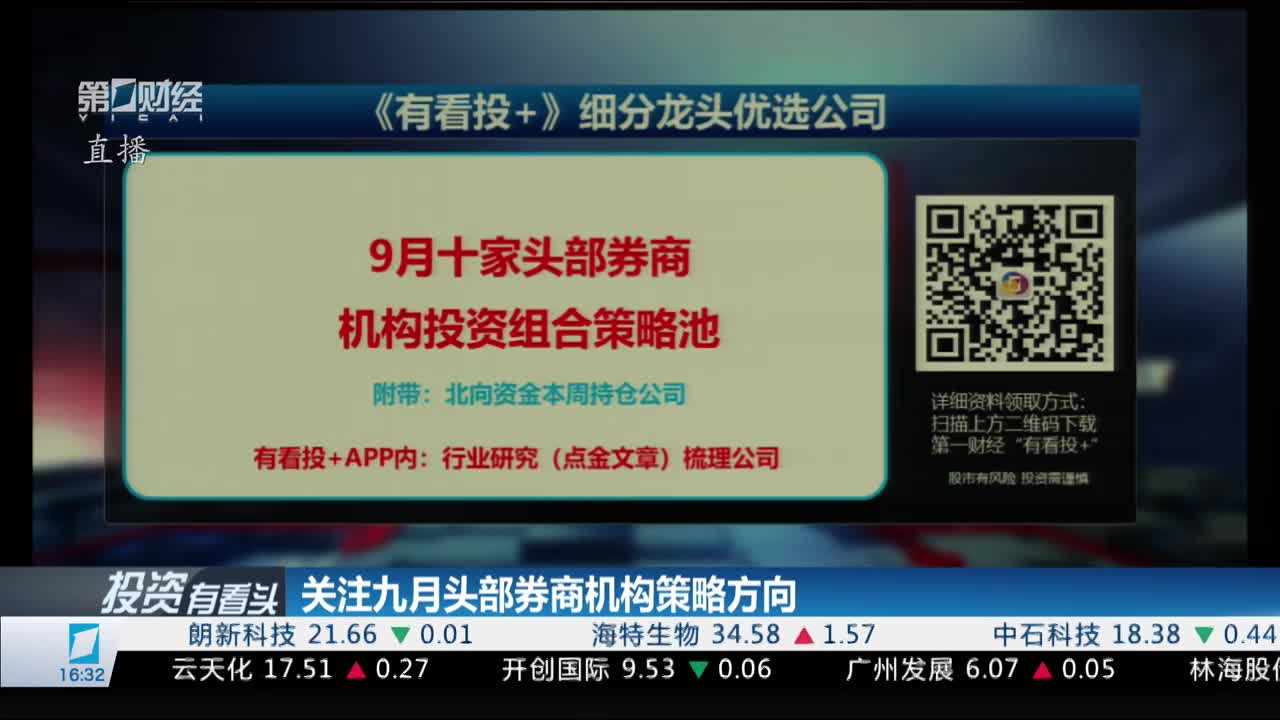 第一财经
YICAI
直播
《有看投+》细分龙头优选公司
9月十家头部券商
机构投资组合策略池
附带：北向资金本周持仓公司
有看投+APP内：行业研究（点金文章）梳理公司
详细资料领取方式：
扫描上方二维码下载
第一财经“有看投+”
股市有风险 投资需谨慎
投资有看头
关注九月头部券商机构策略方向
朗新科技 21.66 ▼ 0.01 海特生物 34.58 ▲ 1.57 中石科技 18.38 ▼ 0.44
16:32
云天化 17.51 ▲ 0.27 开创国际 9.53 ▼ 0.06 广州发展 6.07 ▲ 0.05 林海股